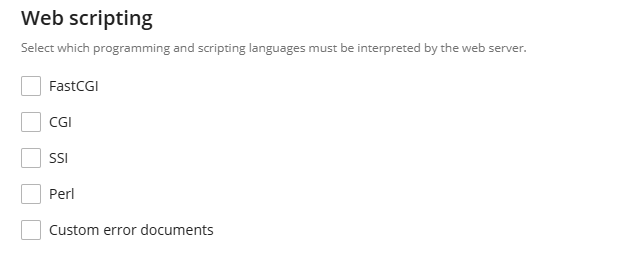 Web scripting
Select which programming and scripting languages must be interpreted by the web server.
FastCGI
CGI
SSI
Perl
Custom error documents